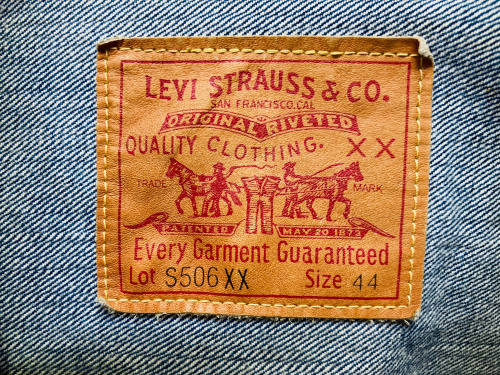 LEVI STRAUSS & CO.
SAN FRANCISCO.CAL
ORIGINAL RIVETED
QUALITY CLOTHING. XX
TRADE MARK
PATENTED MAY 20 1873
Every Garment Guaranteed
Lot S506XX Size 44